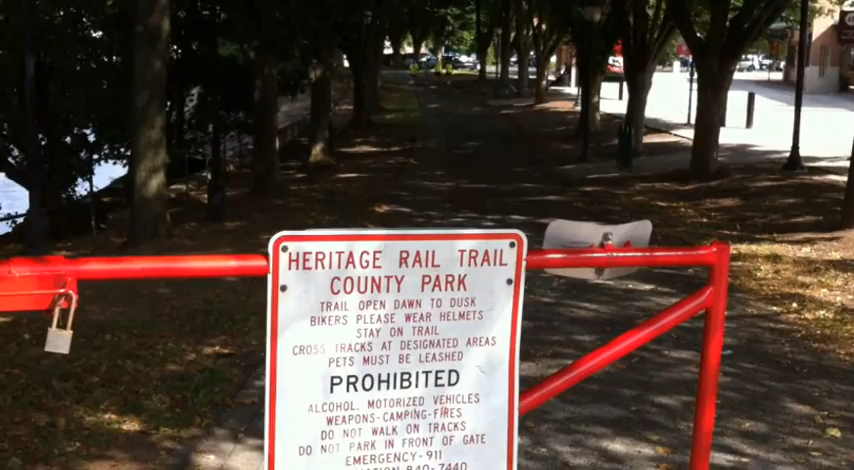 HERITAGE RAIL TRAIL
COUNTY PARK
TRAIL OPEN DAWN TO DUSK
BIKERS PLEASE WEAR HELMETS
STAY ON TRAIL
CROSS TRACKS AT DESIGNATED AREAS
PETS MUST BE LEASHED
PROHIBITED
ALCOHOL, MOTORIZED VEHICLES
WEAPONS-CAMPING-FIRES
DO NOT WALK ON TRACKS
DO NOT PARK IN FRONT OF GATE
EMERGENCY-911
840-7440